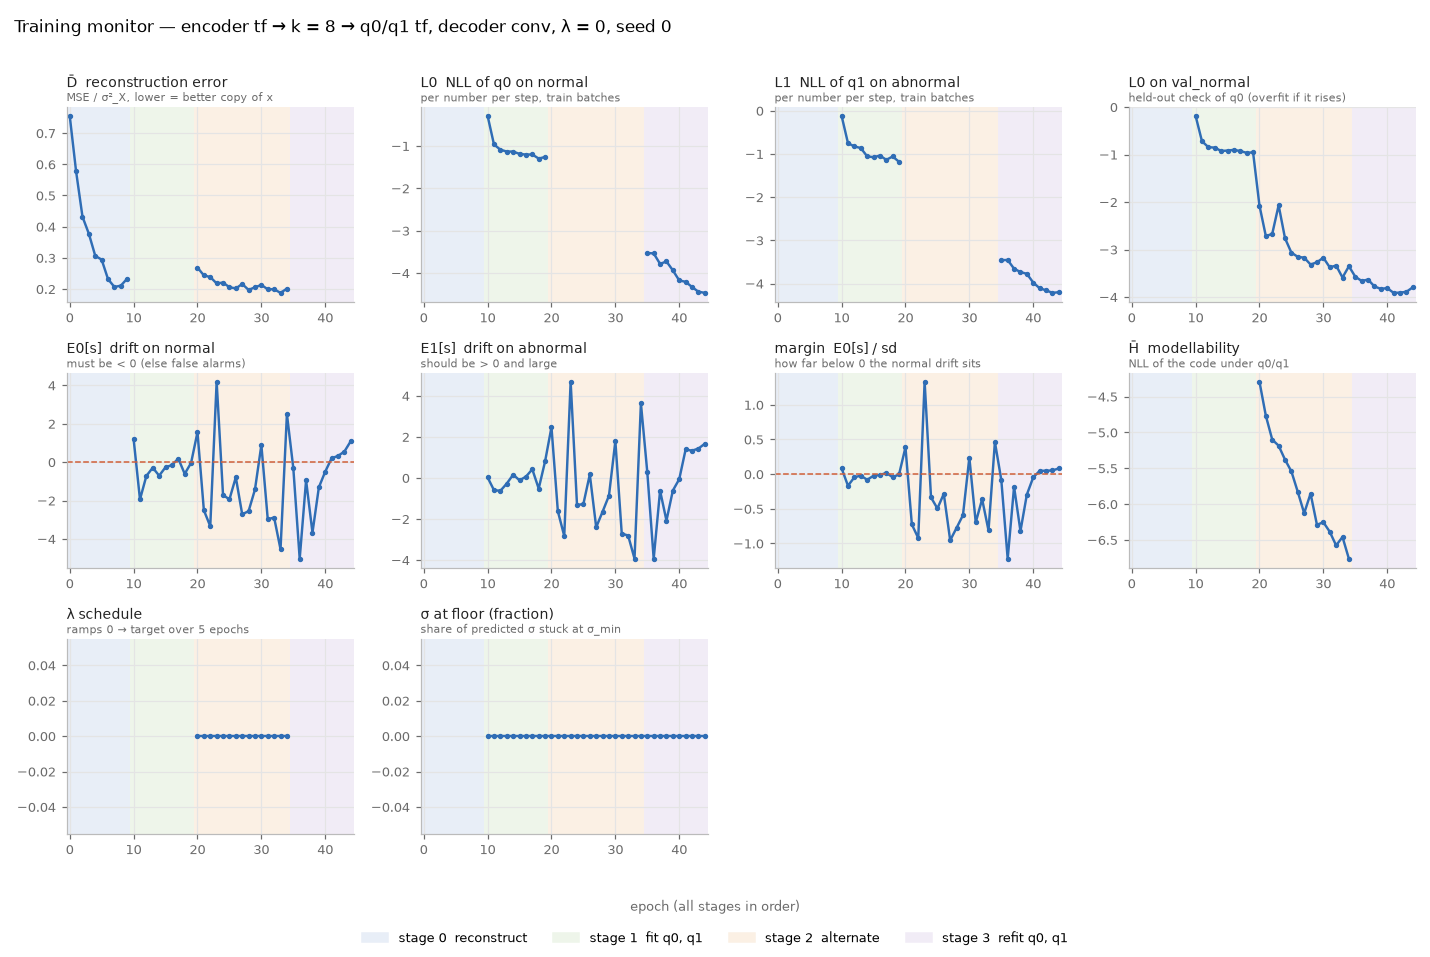 Training monitor — encoder tf → k = 8 → q0/q1 tf, decoder conv, λ = 0, seed 0
D̄  reconstruction error
MSE / σ²_X, lower = better copy of x
0.7
0.6
0.5
0.4
0.3
0.2
0 10 20 30 40
L0  NLL of q0 on normal
per number per step, train batches
−1
−2
−3
−4
0 10 20 30 40
L1  NLL of q1 on abnormal
per number per step, train batches
0
−1
−2
−3
−4
0 10 20 30 40
L0 on val_normal
held-out check of q0 (overfit if it rises)
0
−1
−2
−3
−4
0 10 20 30 40
E0[s]  drift on normal
must be < 0 (else false alarms)
4
2
0
−2
−4
0 10 20 30 40
E1[s]  drift on abnormal
should be > 0 and large
4
2
0
−2
−4
0 10 20 30 40
margin  E0[s] / sd
how far below 0 the normal drift sits
1.0
0.5
0.0
−0.5
−1.0
0 10 20 30 40
H̄  modellability
NLL of the code under q0/q1
−4.5
−5.0
−5.5
−6.0
−6.5
0 10 20 30 40
λ schedule
ramps 0 → target over 5 epochs
0.04
0.02
0.00
−0.02
−0.04
0 10 20 30 40
σ at floor (fraction)
share of predicted σ stuck at σ_min
0.04
0.02
0.00
−0.02
−0.04
0 10 20 30 40
epoch (all stages in order)
stage 0  reconstruct
stage 1  fit q0, q1
stage 2  alternate
stage 3  refit q0, q1